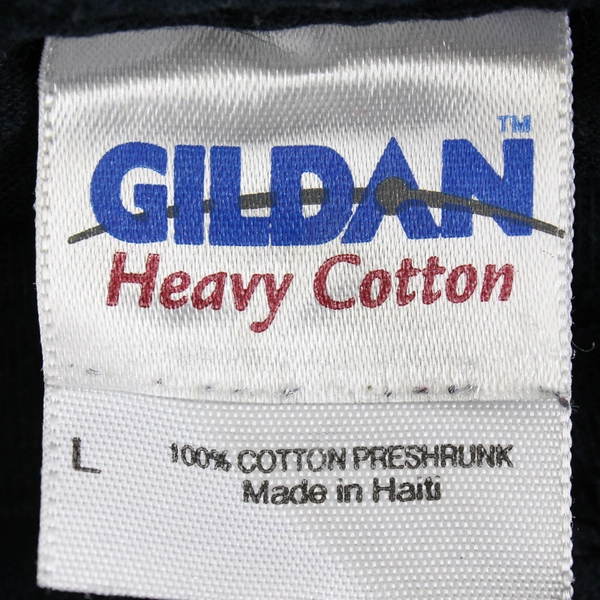 GILDAN™
Heavy Cotton
L 100% COTTON PRESHRUNK
Made in Haiti